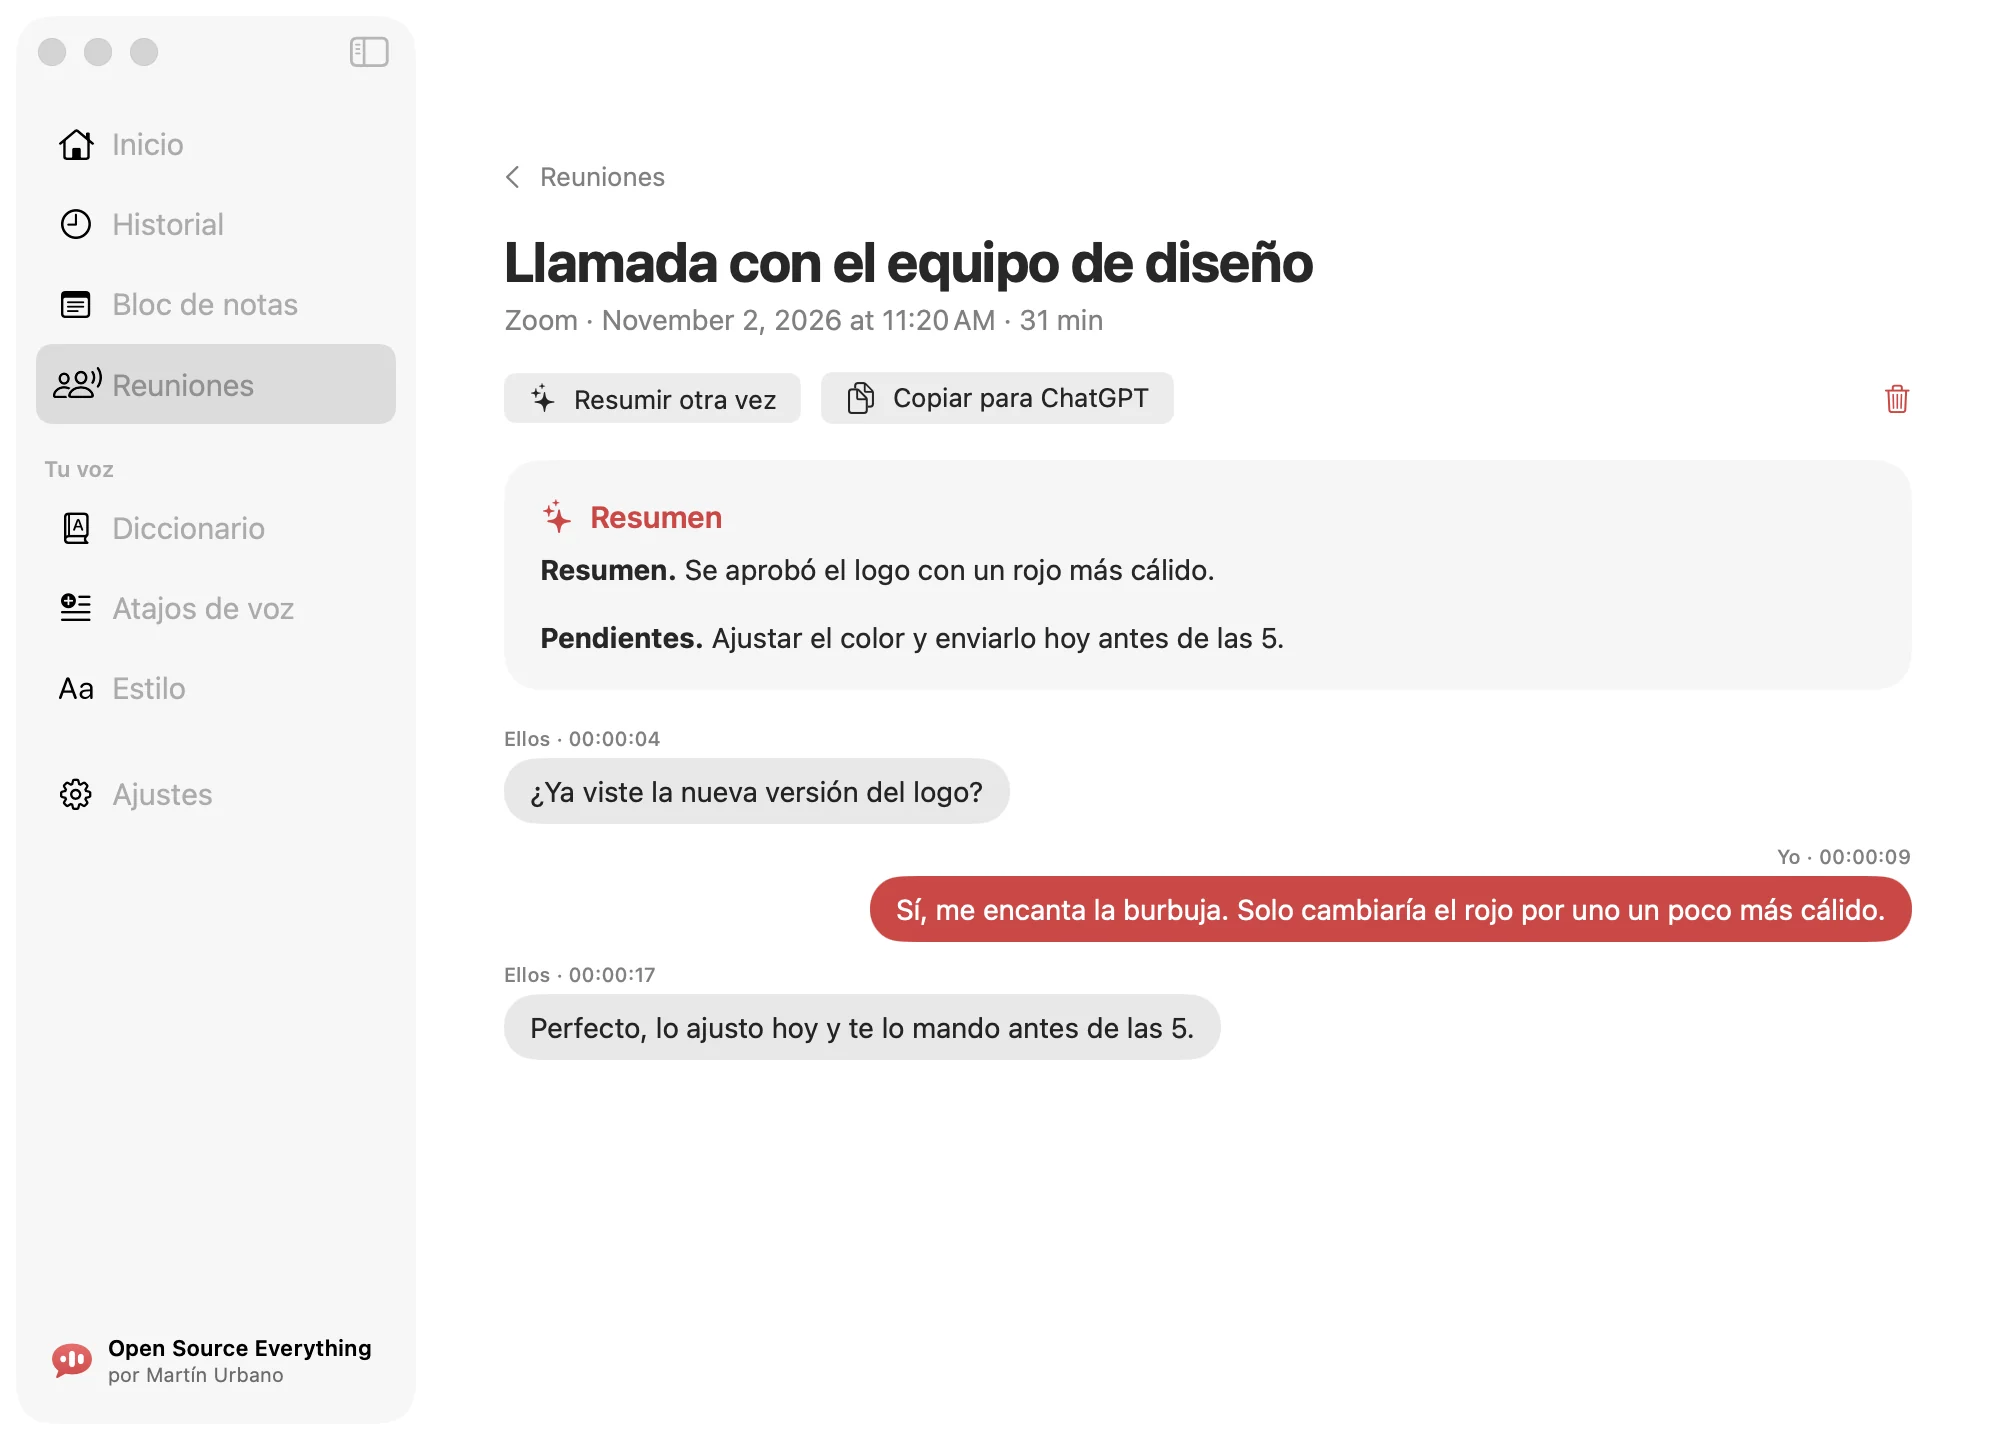 Inicio
Historial
Bloc de notas
Reuniones
Tu voz
Diccionario
Atajos de voz
Aa Estilo
Ajustes
Open Source Everything
por Martín Urbano
Reuniones
Llamada con el equipo de diseño
Zoom · November 2, 2026 at 11:20 AM · 31 min
Resumir otra vez
Copiar para ChatGPT
Resumen
Resumen. Se aprobó el logo con un rojo más cálido.
Pendientes. Ajustar el color y enviarlo hoy antes de las 5.
Ellos · 00:00:04
¿Ya viste la nueva versión del logo?
Yo · 00:00:09
Sí, me encanta la burbuja. Solo cambiaría el rojo por uno un poco más cálido.
Ellos · 00:00:17
Perfecto, lo ajusto hoy y te lo mando antes de las 5.